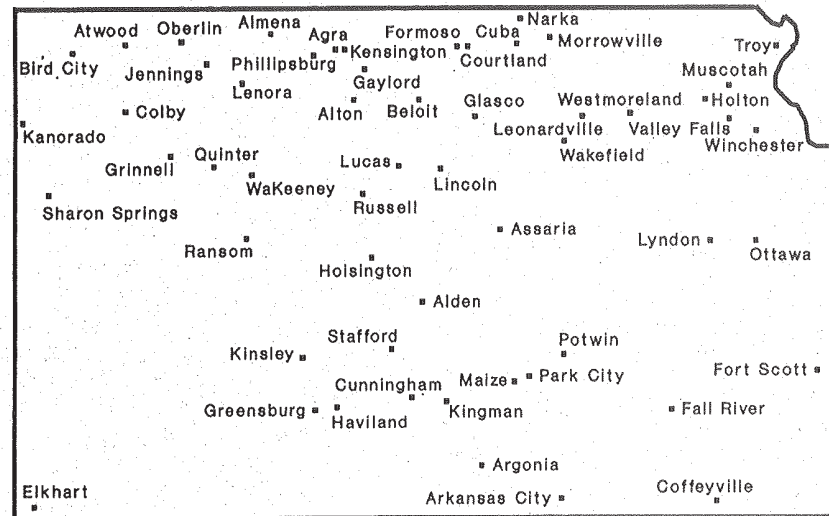 Narka
Almena
Atwood
Oberlin
Agra
Formoso
Cuba
Morrowville
Troy
Bird City
Jennings
Phillipsburg
Kensington
Courtland
Muscotah
Lenora
Gaylord
Colby
Alton
Beloit
Glasco
Westmoreland
Holton
Kanorado
Leonardville
Valley Falls
Winchester
Wakefield
Grinnell
Quinter
Lucas
WaKeeney
Lincoln
Sharon Springs
Russell
Assaria
Ransom
Lyndon
Ottawa
Hoisington
Alden
Stafford
Potwin
Kinsley
Cunningham
Maize
Park City
Fort Scott
Greensburg
Haviland
Kingman
Fall River
Argonia
Elkhart
Arkansas City
Coffeyville